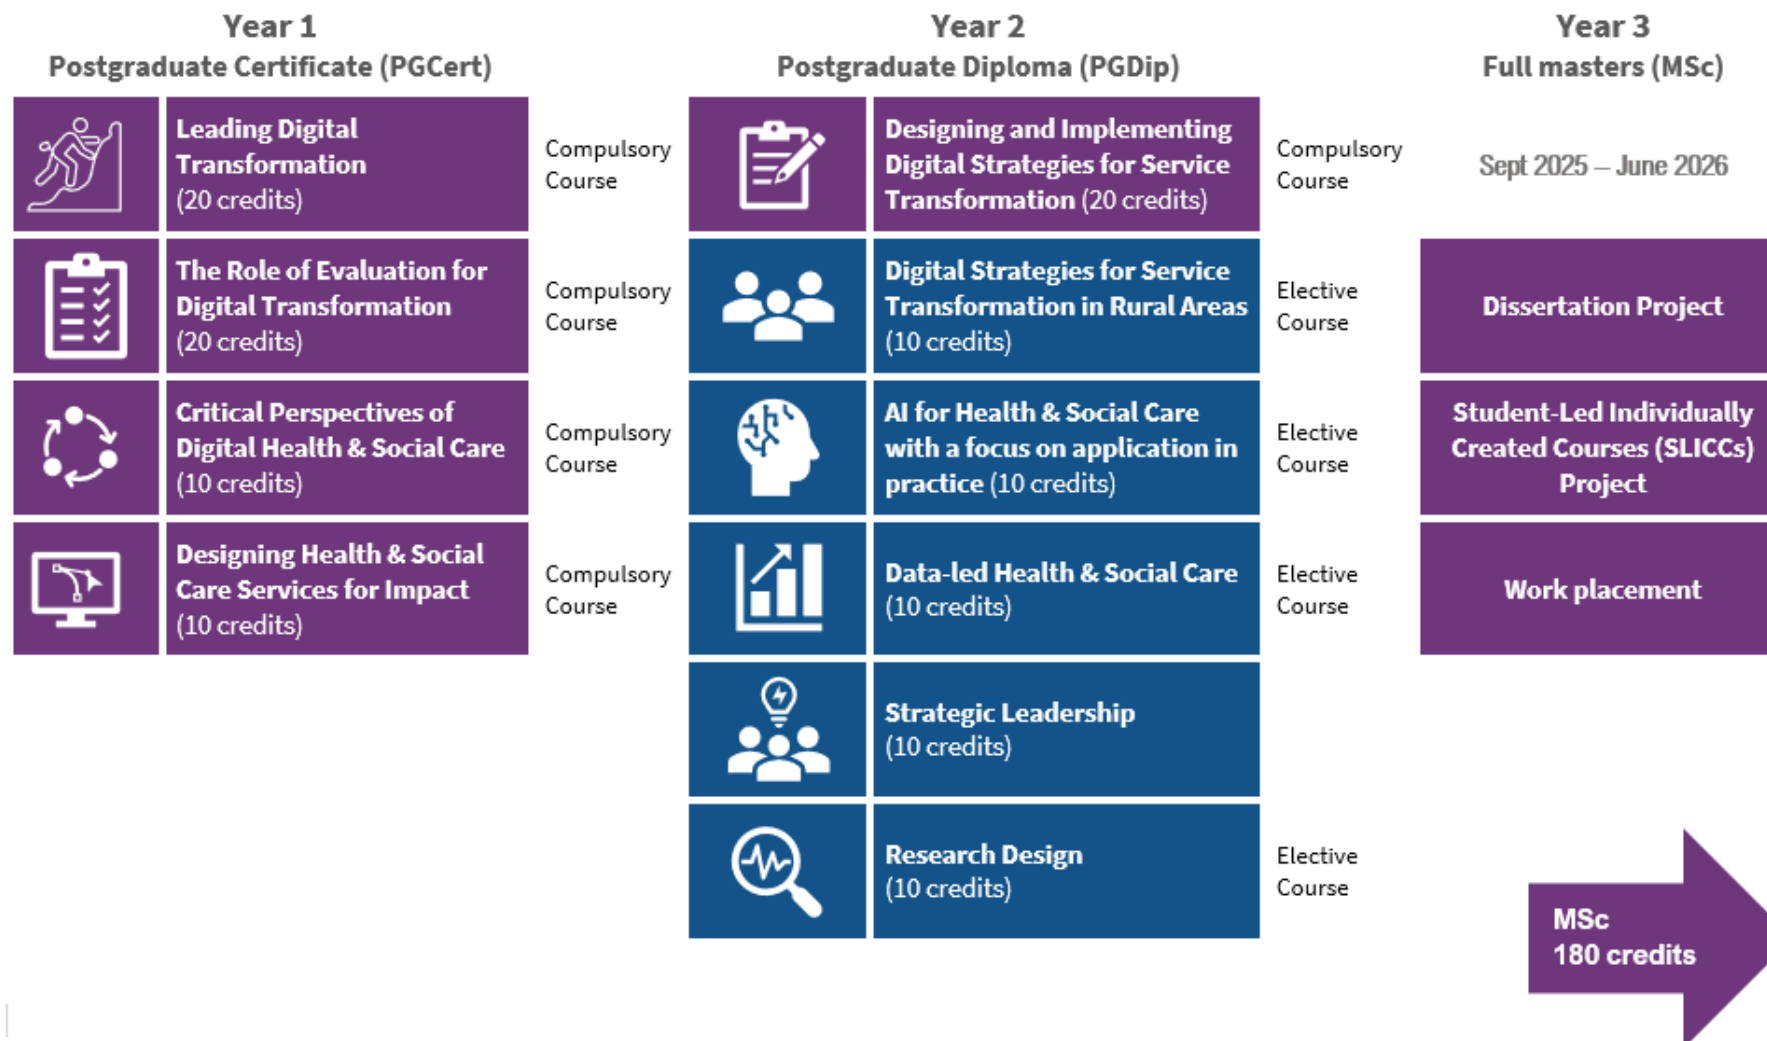 Year 1
Postgraduate Certificate (PGCert)
Leading Digital
Transformation
(20 credits)
Compulsory
Course
The Role of Evaluation for
Digital Transformation
(20 credits)
Compulsory
Course
Critical Perspectives of
Digital Health & Social Care
(10 credits)
Compulsory
Course
Designing Health & Social
Care Services for Impact
(10 credits)
Compulsory
Course
Year 2
Postgraduate Diploma (PGDip)
Designing and Implementing
Digital Strategies for Service
Transformation (20 credits)
Compulsory
Course
Digital Strategies for Service
Transformation in Rural Areas
(10 credits)
Elective
Course
AI for Health & Social Care
with a focus on application in
practice (10 credits)
Elective
Course
Data-led Health & Social Care
(10 credits)
Elective
Course
Strategic Leadership
(10 credits)
Research Design
(10 credits)
Elective
Course
Year 3
Full masters (MSc)
Sept 2025 – June 2026
Dissertation Project
Student-Led Individually
Created Courses (SLICCs)
Project
Work placement
MSc
180 credits